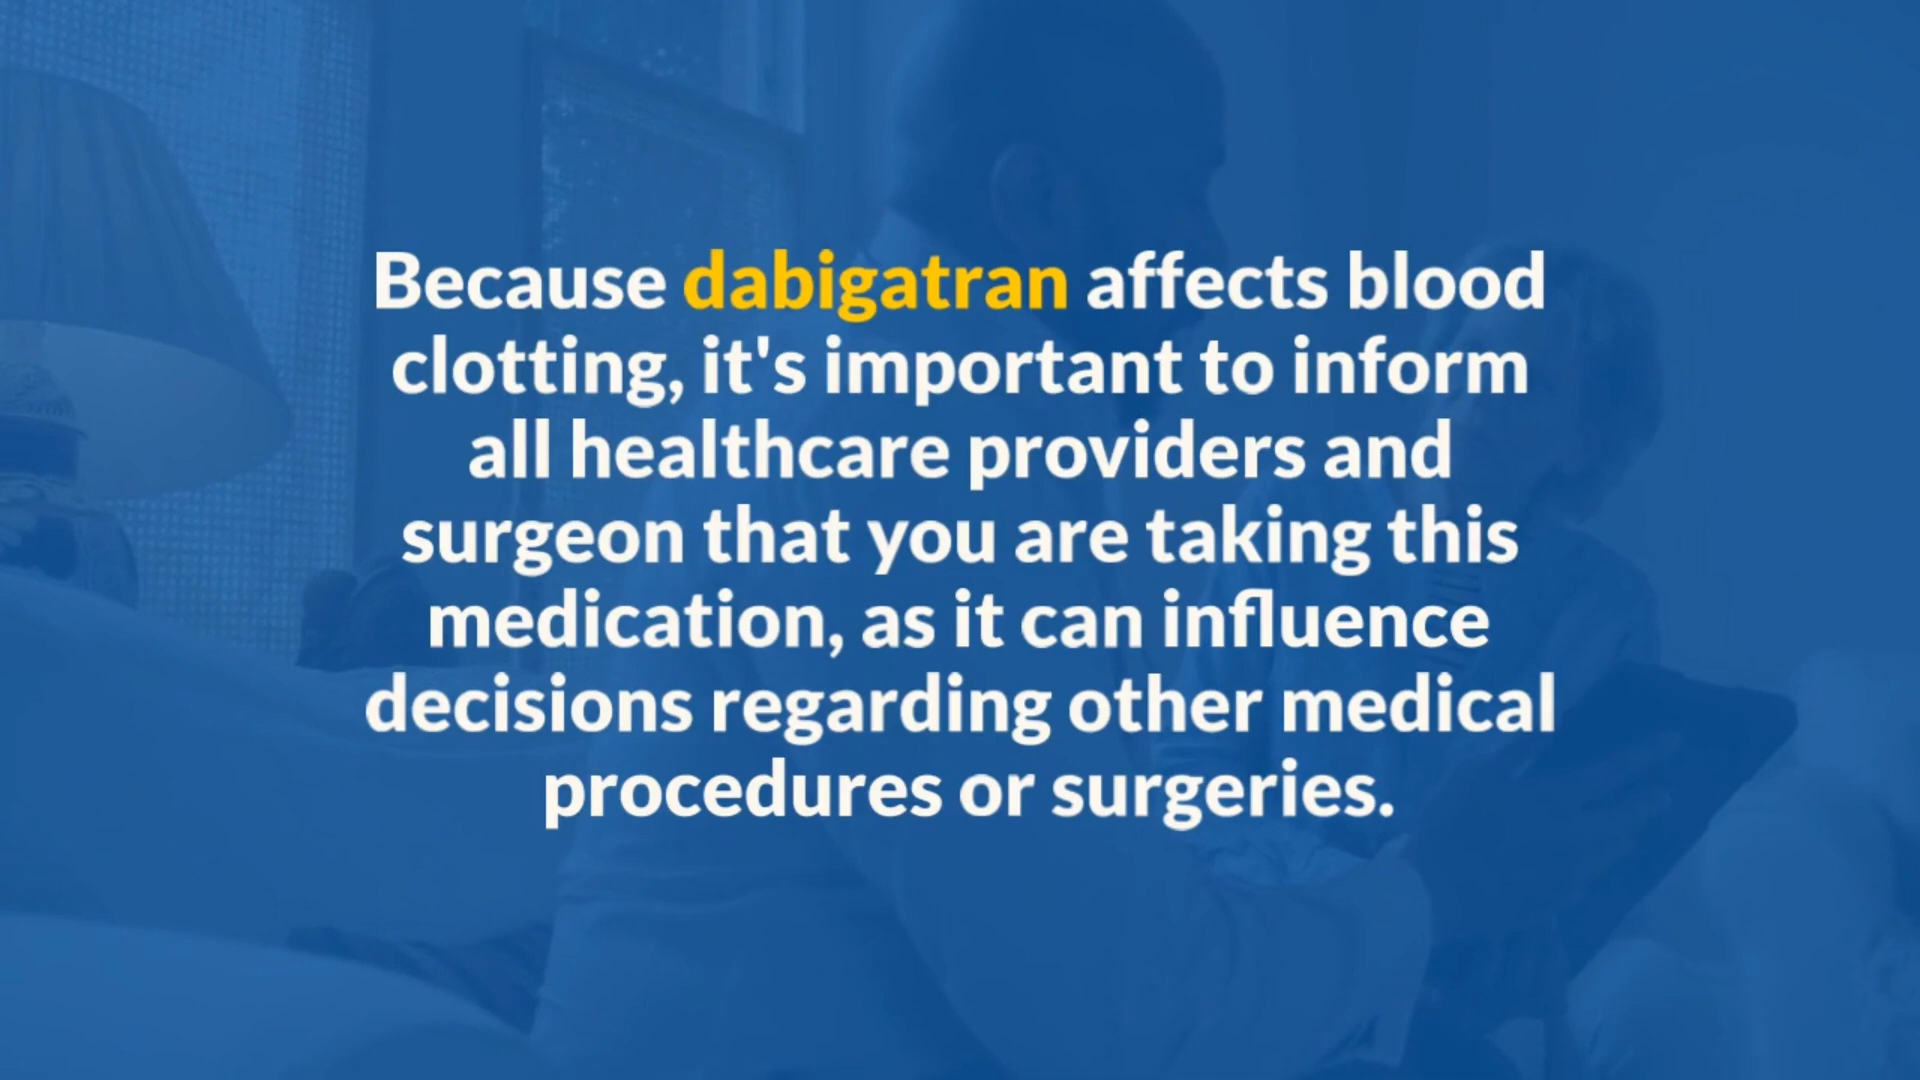 Because dabigatran affects blood
clotting, it's important to inform
all healthcare providers and
surgeon that you are taking this
medication, as it can influence
decisions regarding other medical
procedures or surgeries.